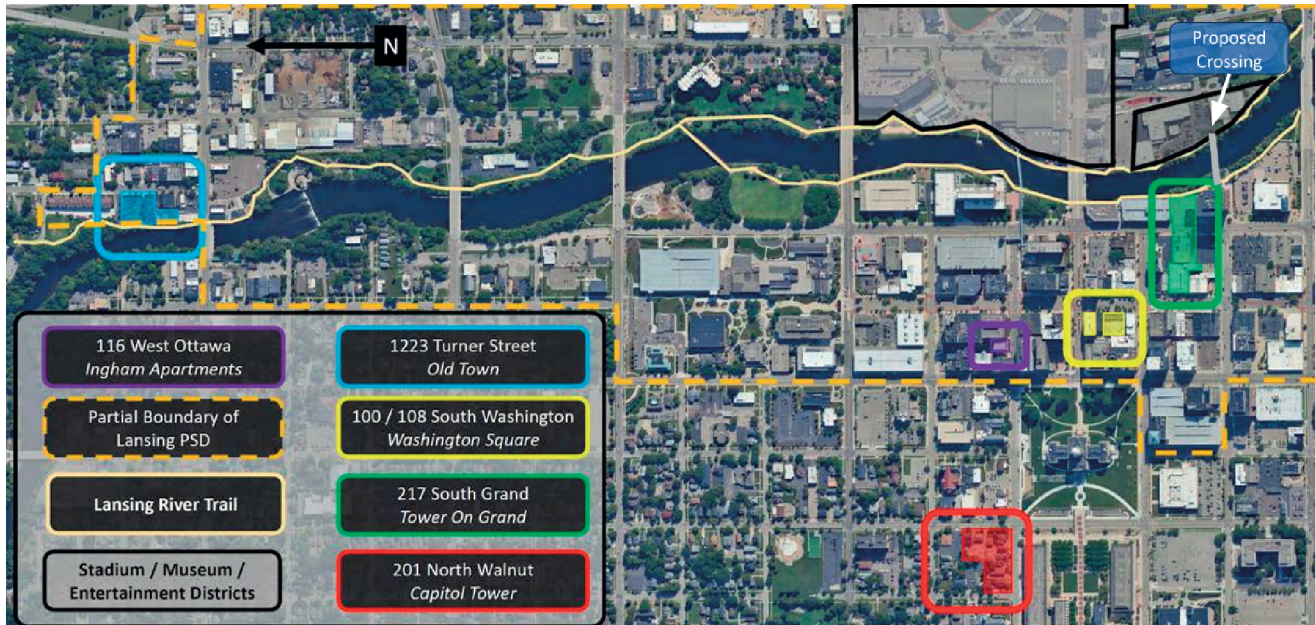 N
Proposed
Crossing
116 West Ottawa
Ingham Apartments
1223 Turner Street
Old Town
Partial Boundary of
Lansing PSD
100 / 108 South Washington
Washington Square
Lansing River Trail
217 South Grand
Tower On Grand
Stadium / Museum /
Entertainment Districts
201 North Walnut
Capitol Tower